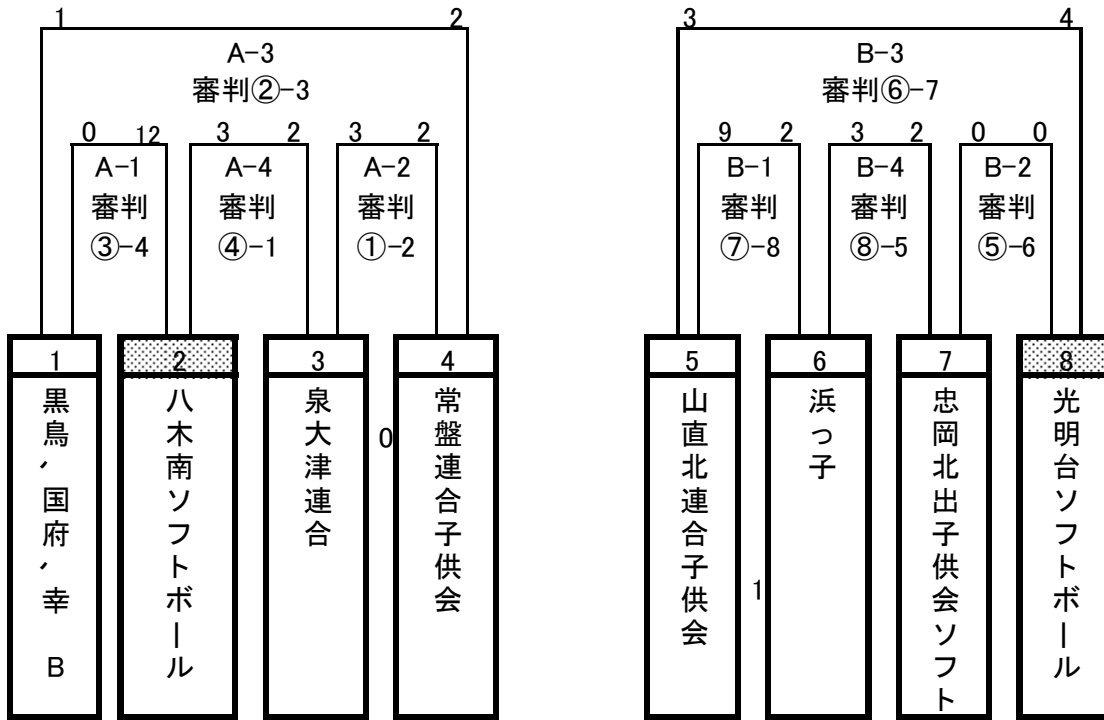 1 2 3 4
A-3 B-3
審判②-3 審判⑥-7
0 12 3 2 3 2 9 2 3 2 0 0
A-1 A-4 A-2 B-1 B-4 B-2
審判 審判 審判 審判 審判 審判
③-4 ④-1 ①-2 ⑦-8 ⑧-5 ⑤-6
1 2 3 4 5 6 7 8
黒鳥,国府,幸 B
八木南ソフトボール
泉大津連合
0
常盤連合子供会
山直北連合子供会
1
浜っ子
忠岡北出子供会ソフト
光明台ソフトボール